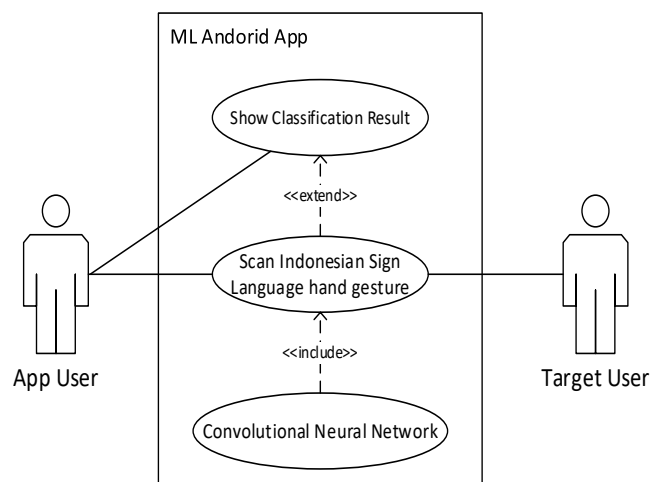 ML Andorid App
Show Classification Result
<<extend>>
Scan Indonesian Sign
Language hand gesture
<<include>>
App User
Target User
Convolutional Neural Network